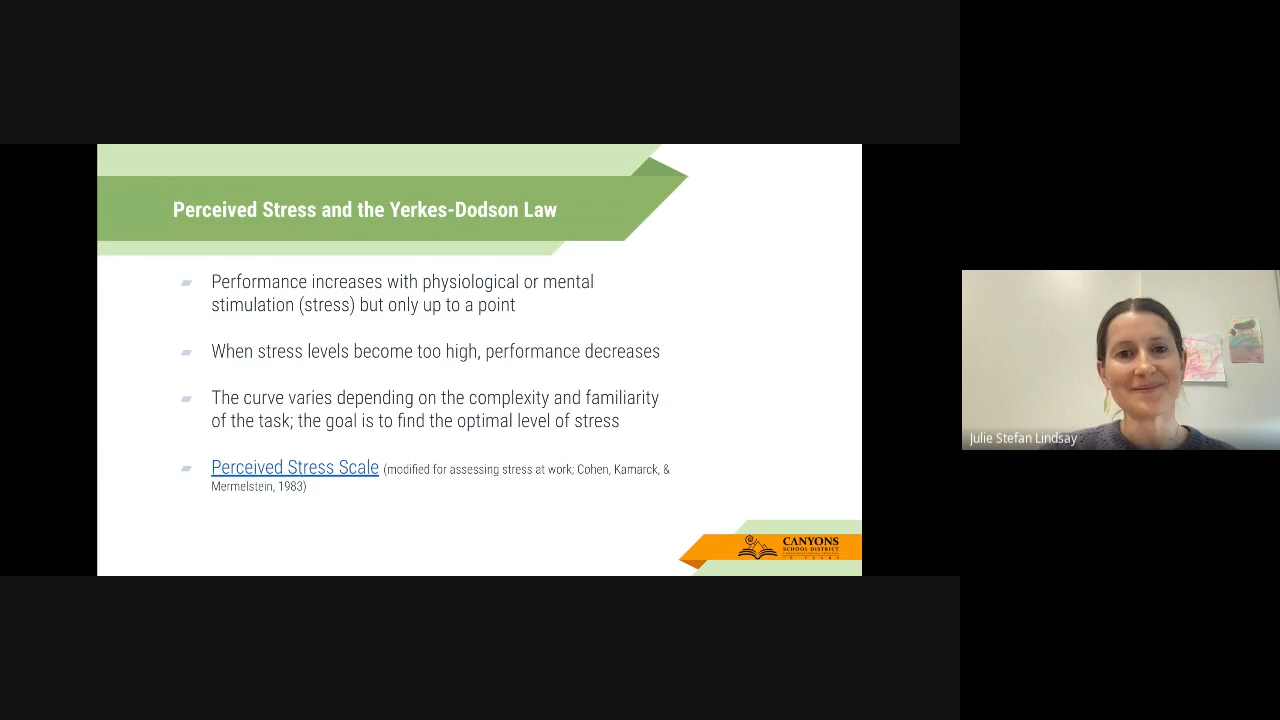 Perceived Stress and the Yerkes-Dodson Law
Performance increases with physiological or mental
stimulation (stress) but only up to a point
When stress levels become too high, performance decreases
The curve varies depending on the complexity and familiarity
of the task; the goal is to find the optimal level of stress
Perceived Stress Scale (modified for assessing stress at work; Cohen, Kamarck, &
Mermelstein, 1983)
CANYONS
SCHOOL DISTRICT
Julie Stefan Lindsay